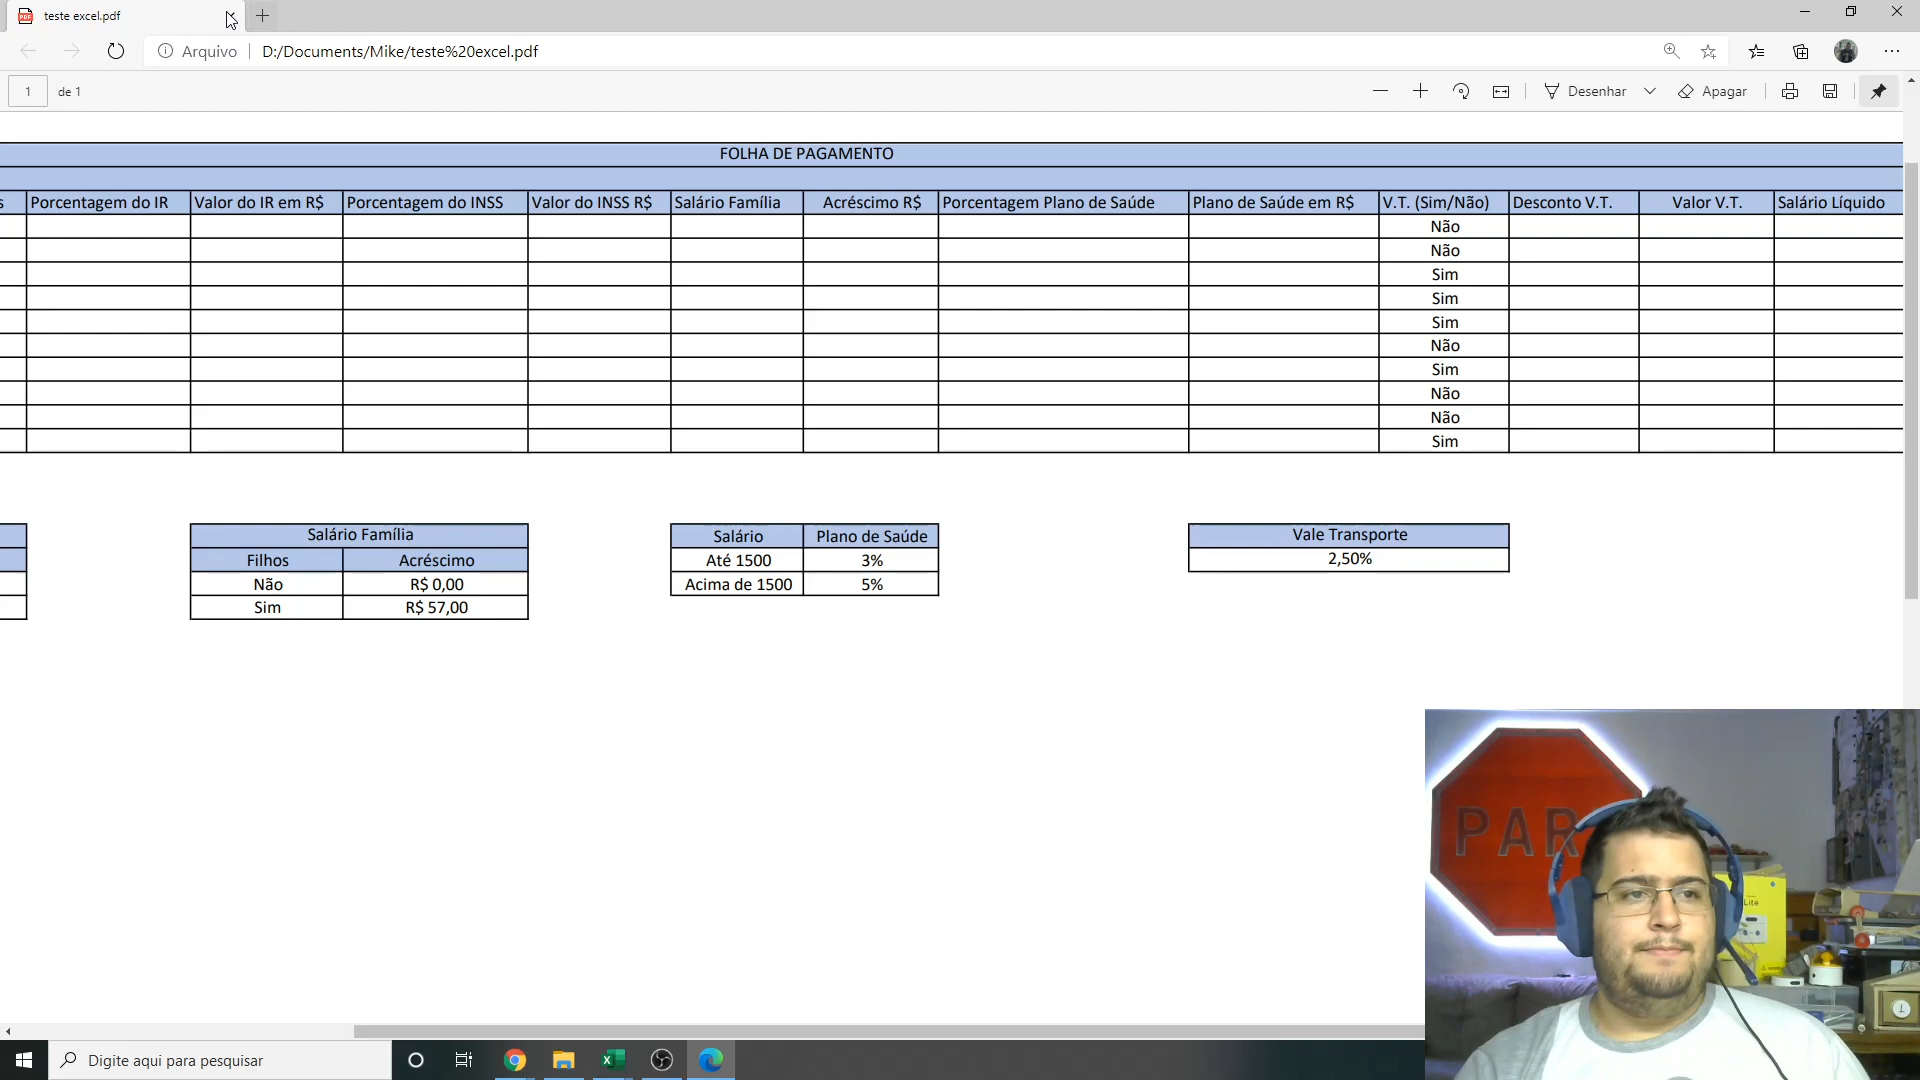 teste excel.pdf
Arquivo D:/Documents/Mike/teste%20excel.pdf
1 de 1 Desenhar Apagar
FOLHA DE PAGAMENTO
s Porcentagem do IR Valor do IR em R$ Porcentagem do INSS Valor do INSS R$ Salário Família Acréscimo R$ Porcentagem Plano de Saúde Plano de Saúde em R$ V.T. (Sim/Não) Desconto V.T. Valor V.T. Salário Líquido
Não
Não
Sim
Sim
Sim
Não
Sim
Não
Não
Sim
Salário Família
Filhos Acréscimo
Não R$ 0,00
Sim R$ 57,00
Salário Plano de Saúde
Até 1500 3%
Acima de 1500 5%
Vale Transporte
2,50%
PAR
Lite
Digite aqui para pesquisar